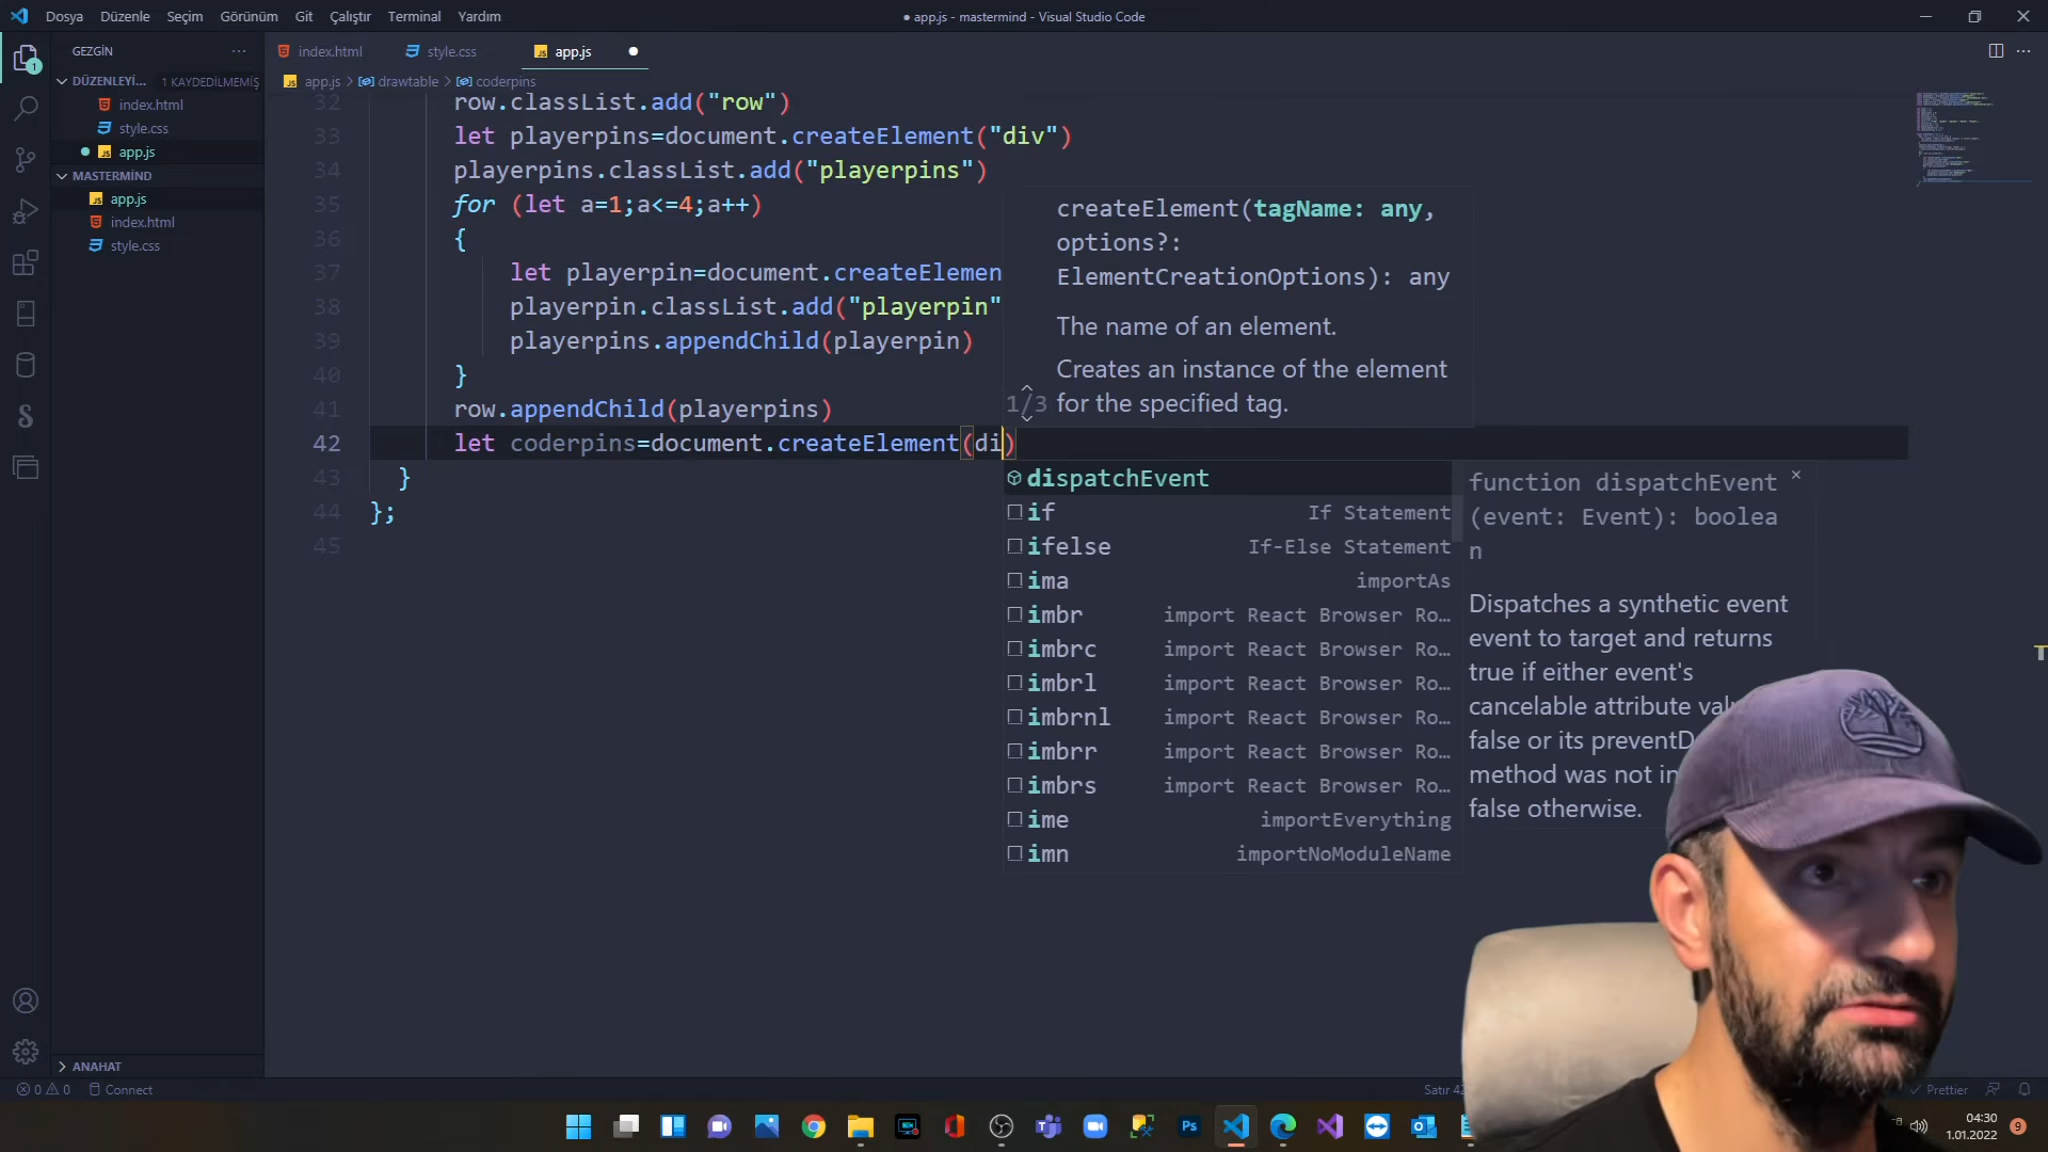 Dosya Düzenle Seçim Görünüm Git Çalıştır Terminal Yardım
● app.js - mastermind - Visual Studio Code
GEZGİN ···
index.html style.css app.js ●
DÜZENLEYİ... 1 KAYDEDİLMEMİŞ
app.js > drawtable > coderpins
index.html
style.css
app.js
MASTERMİND
app.js
index.html
style.css
32 row.classList.add("row")
33 let playerpins=document.createElement("div")
34 playerpins.classList.add("playerpins")
35 for (let a=1;a<=4;a++)
36 {
37 let playerpin=document.createElemen
38 playerpin.classList.add("playerpin"
39 playerpins.appendChild(playerpin)
40 }
41 row.appendChild(playerpins)
42 let coderpins=document.createElement(di)
43 }
44 };
45
createElement(tagName: any,
options?:
ElementCreationOptions): any
The name of an element.
Creates an instance of the element
1/3 for the specified tag.
dispatchEvent
if If Statement
ifelse If-Else Statement
ima importAs
imbr import React Browser Ro…
imbrc import React Browser Ro…
imbrl import React Browser Ro…
imbrnl import React Browser Ro…
imbrr import React Browser Ro…
imbrs import React Browser Ro…
ime importEverything
imn importNoModuleName
function dispatchEvent
(event: Event): boolea
n
Dispatches a synthetic event
event to target and returns
true if either event's
cancelable attribute val
false or its preventD
method was not in
false otherwise.
ANAHAT
0 0 Connect
Satır 42
Prettier
04:30
1.01.2022
9